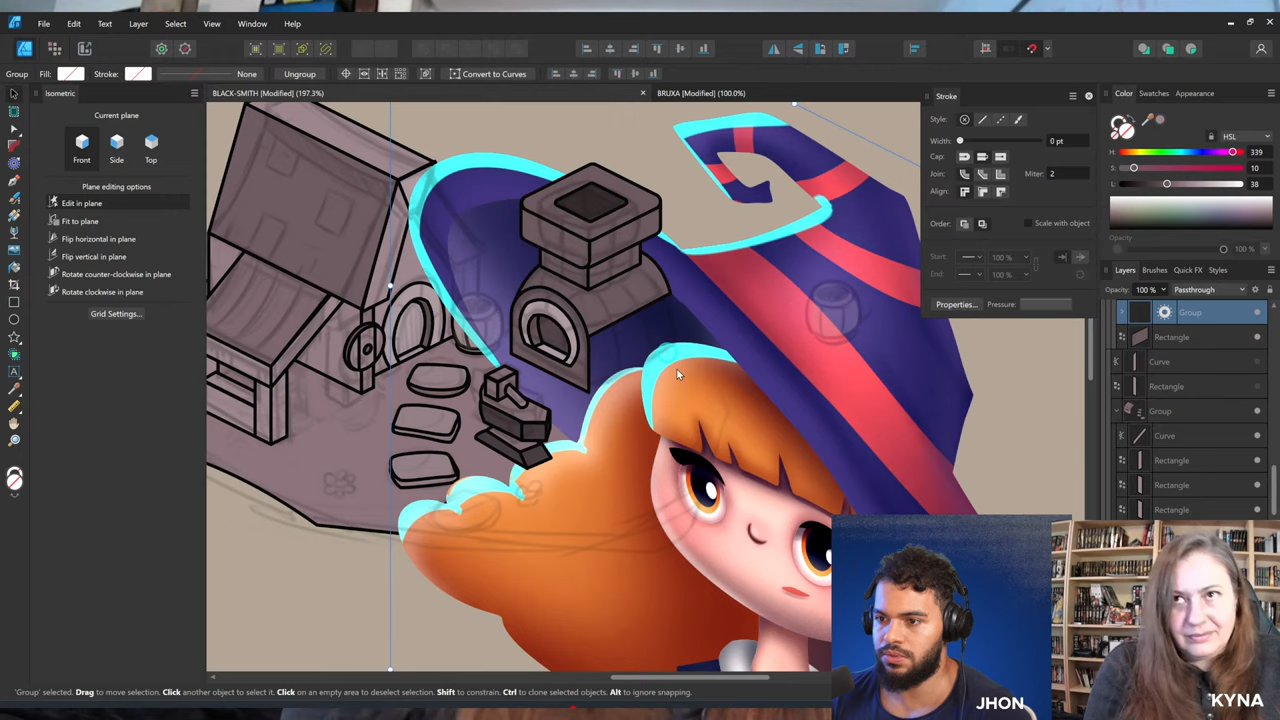 File Edit Text Layer Select View Window Help
Group Fill: Stroke: None Ungroup Convert to Curves
Isometric
BLACK-SMITH [Modified] (197.3%)
BRUXA [Modified] (100.0%)
Current plane
Front Side Top
Plane editing options
Edit in plane
Fit to plane
Flip horizontal in plane
Flip vertical in plane
Rotate counter-clockwise in plane
Rotate clockwise in plane
Grid Settings...
Stroke
Style:
Width: 0 pt
Cap:
Join: Miter: 2
Align:
Order: Scale with object
Start: 100 %
End: 100 %
Properties... Pressure:
Color Swatches Appearance
HSL
H: 339
S: 10
L: 38
Opacity
100 %
Layers Brushes Quick FX Styles
Opacity: 100 % Passthrough
Group
Rectangle
Curve
Rectangle
Group
Curve
Rectangle
Rectangle
Rectangle
'Group' selected. Drag to move selection. Click another object to select it. Click on an empty area to deselect selection. Shift to constrain. Ctrl to clone selected objects. Alt to ignore snapping.
JHON
KYNA